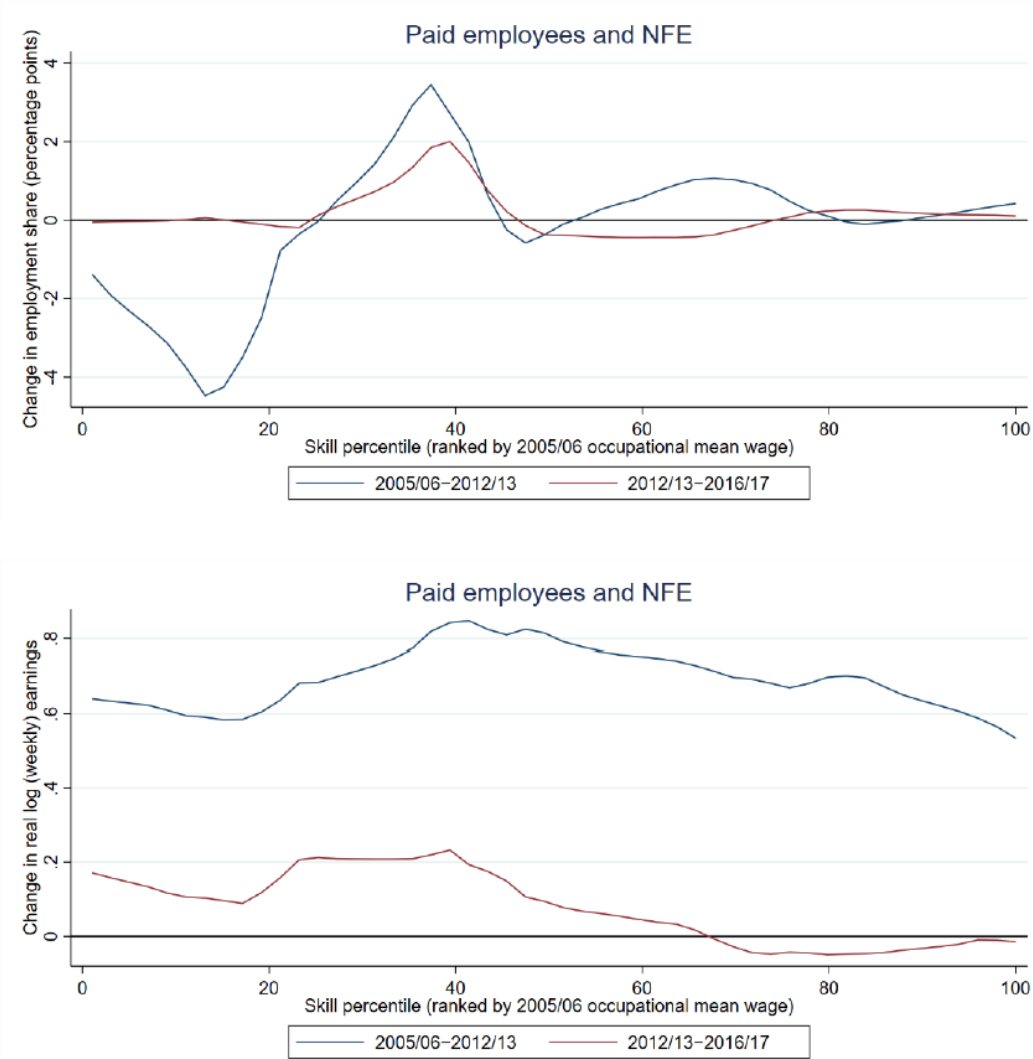 Paid employees and NFE
Change in employment share (percentage points)
4
2
0
-2
-4
0 20 40 60 80 100
Skill percentile (ranked by 2005/06 occupational mean wage)
2005/06-2012/13 2012/13-2016/17
Paid employees and NFE
Change in real log (weekly) earnings
.8
.6
.4
.2
0
0 20 40 60 80 100
Skill percentile (ranked by 2005/06 occupational mean wage)
2005/06-2012/13 2012/13-2016/17